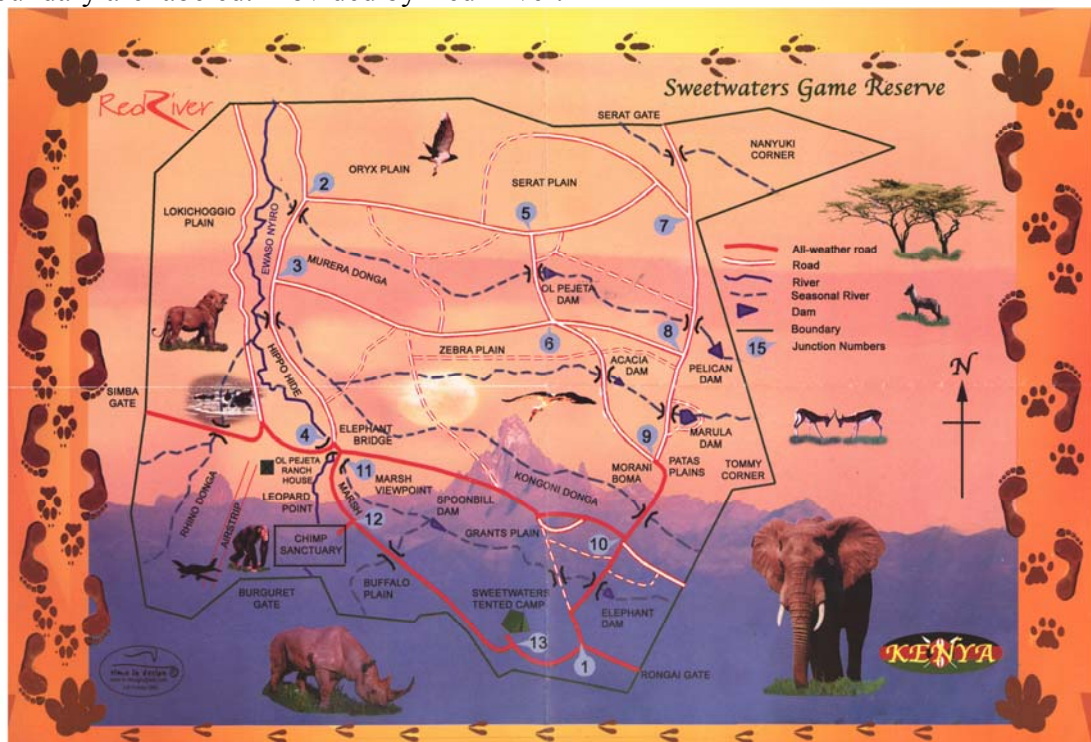 Red River
Sweetwaters Game Reserve
SERAT GATE
NANYUKI
CORNER
ORYX PLAIN
SERAT PLAIN
2
LOKICHOGGIO
PLAIN
5
7
EWASO NYIRO
All-weather road
Road
River
Seasonal River
Dam
Boundary
15
Junction Numbers
3
MURERA DONGA
OL PEJETA
DAM
6
8
ZEBRA PLAIN
ACACIA
DAM
PELICAN
DAM
N
HIPPO HIDE
SIMBA
GATE
MARULA
DAM
4
ELEPHANT
BRIDGE
9
OL PEJETA
RANCH
HOUSE
11
MARSH
VIEWPOINT
MORANI
BOMA
PATAS
PLAINS
TOMMY
CORNER
KONGONI DONGA
RHINO DONGA
AIRSTRIP
LEOPARD
POINT
MARSH
SPOONBILL
DAM
12
GRANTS PLAIN
CHIMP
SANCTUARY
10
BURGURET
GATE
BUFFALO
PLAIN
SWEETWATERS
TENTED CAMP
ELEPHANT
DAM
13
1
RONGAI GATE
KENYA